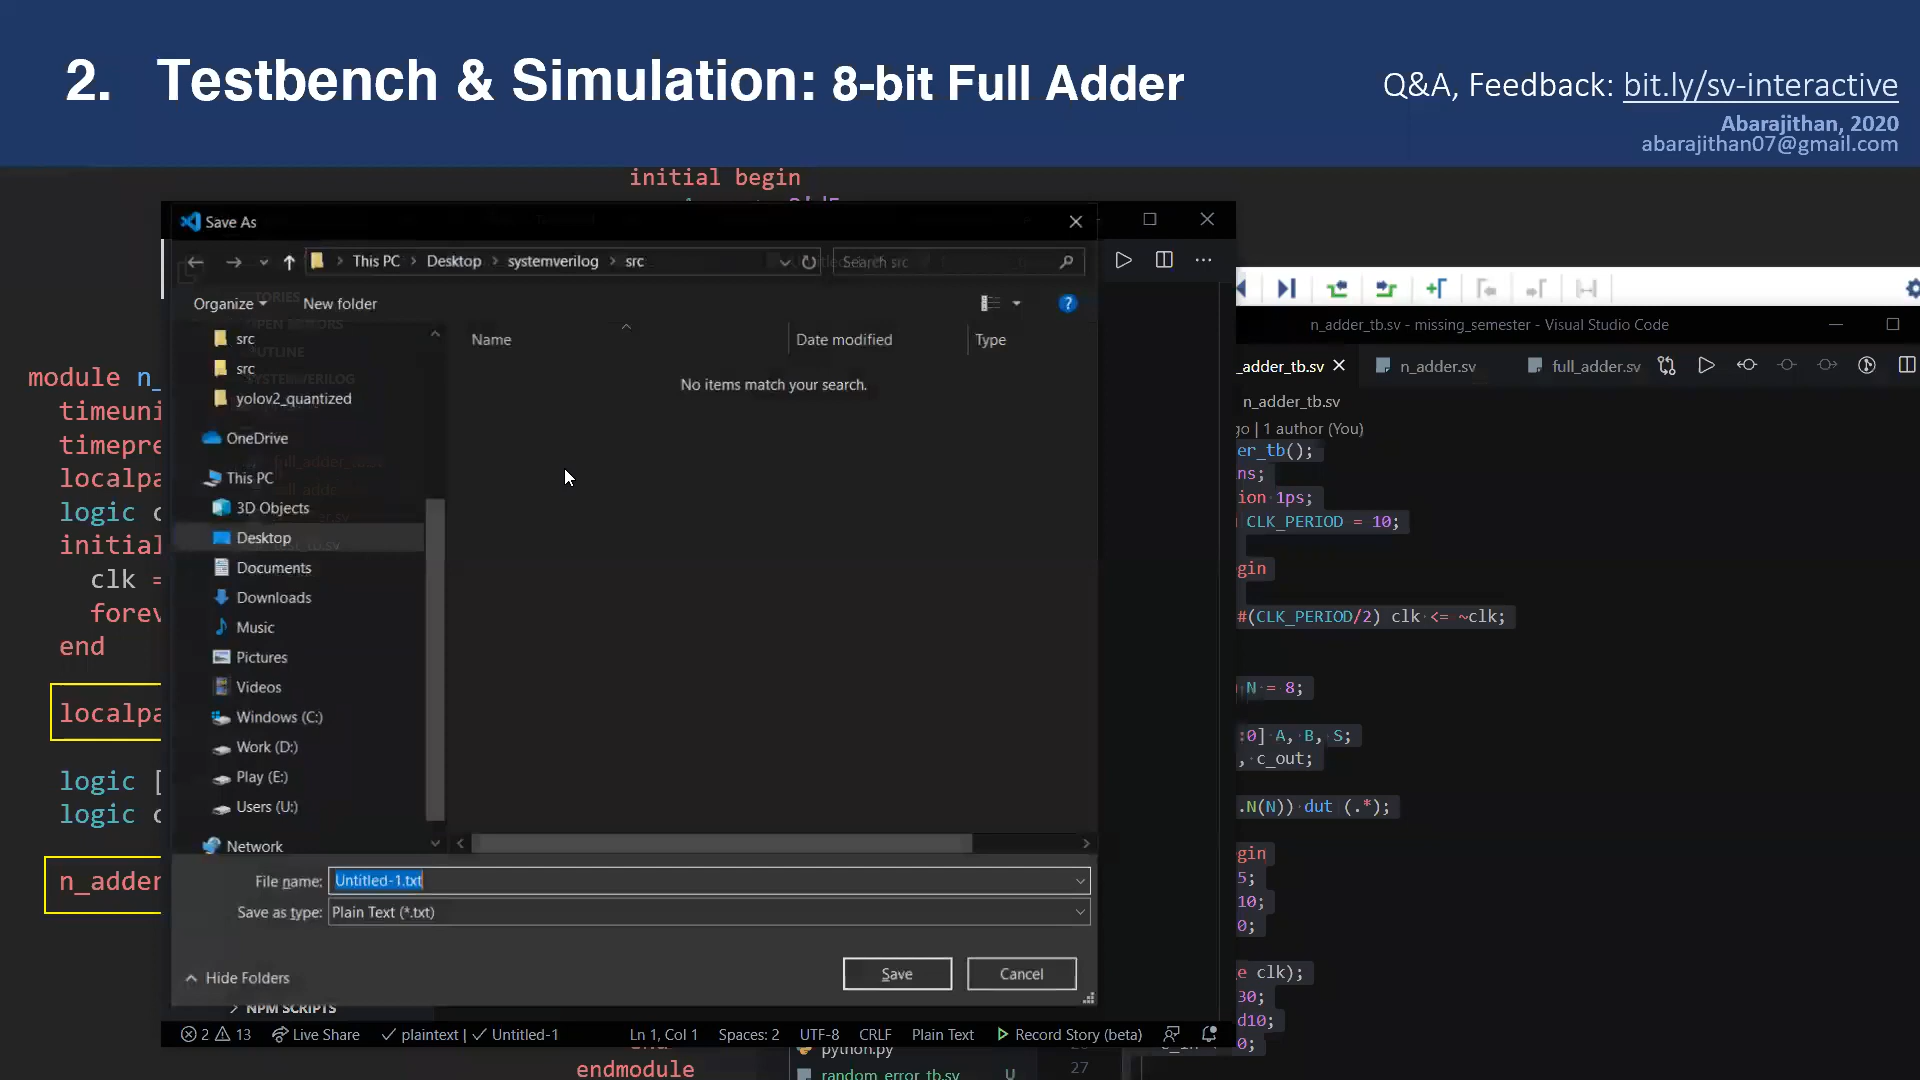 2. Testbench & Simulation: 8-bit Full Adder
Q&A, Feedback: bit.ly/sv-interactive
Abarajithan, 2020
abarajithan07@gmail.com
initial begin
module n_
timeuni
timepre
localpa
logic c
initial
clk =
forev
end
localpa
logic [
logic c
n_adder
Save As
This PC > Desktop > systemverilog > src
Search src
Organize
New folder
Name
Date modified
Type
No items match your search.
src
src
yolov2_quantized
OneDrive
This PC
3D Objects
Desktop
Documents
Downloads
Music
Pictures
Videos
Windows (C:)
Work (D:)
Play (E:)
Users (U:)
Network
File name: Untitled-1.txt
Save as type: Plain Text (*.txt)
Hide Folders
Save
Cancel
NPM SCRIPTS
2 13 Live Share plaintext | Untitled-1 Ln 1, Col 1 Spaces: 2 UTF-8 CRLF Plain Text Record Story (beta)
python.py
random_error_tb.sv U
endmodule
n_adder_tb.sv - missing_semester - Visual Studio Code
_adder_tb.sv
n_adder.sv
full_adder.sv
n_adder_tb.sv
go | 1 author (You)
er_tb();
ns;
ion 1ps;
CLK_PERIOD = 10;
gin
#(CLK_PERIOD/2) clk <= ~clk;
N = 8;
:0] A, B, S;
, c_out;
.N(N)) dut (.*);
gin
5;
10;
0;
e clk);
30;
d10;
0;
27